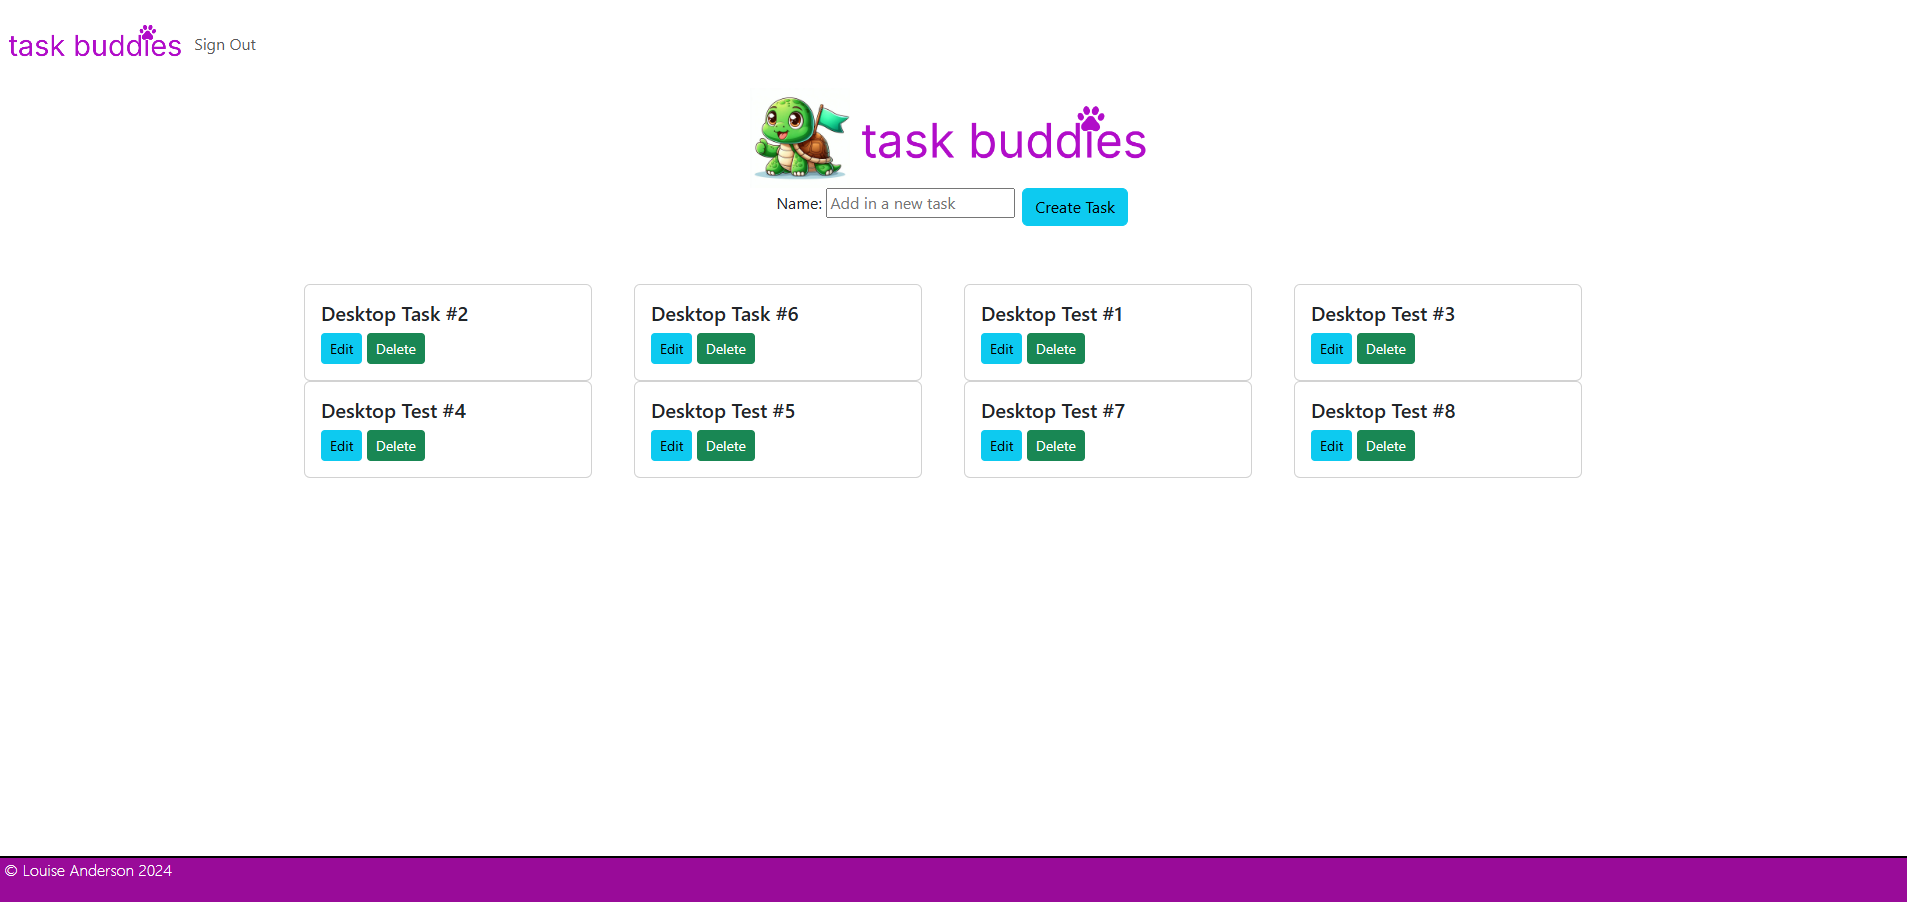 task buddies Sign Out
task buddies
Name: Add in a new task Create Task
Desktop Task #2
Edit Delete
Desktop Task #6
Edit Delete
Desktop Test #1
Edit Delete
Desktop Test #3
Edit Delete
Desktop Test #4
Edit Delete
Desktop Test #5
Edit Delete
Desktop Test #7
Edit Delete
Desktop Test #8
Edit Delete
© Louise Anderson 2024